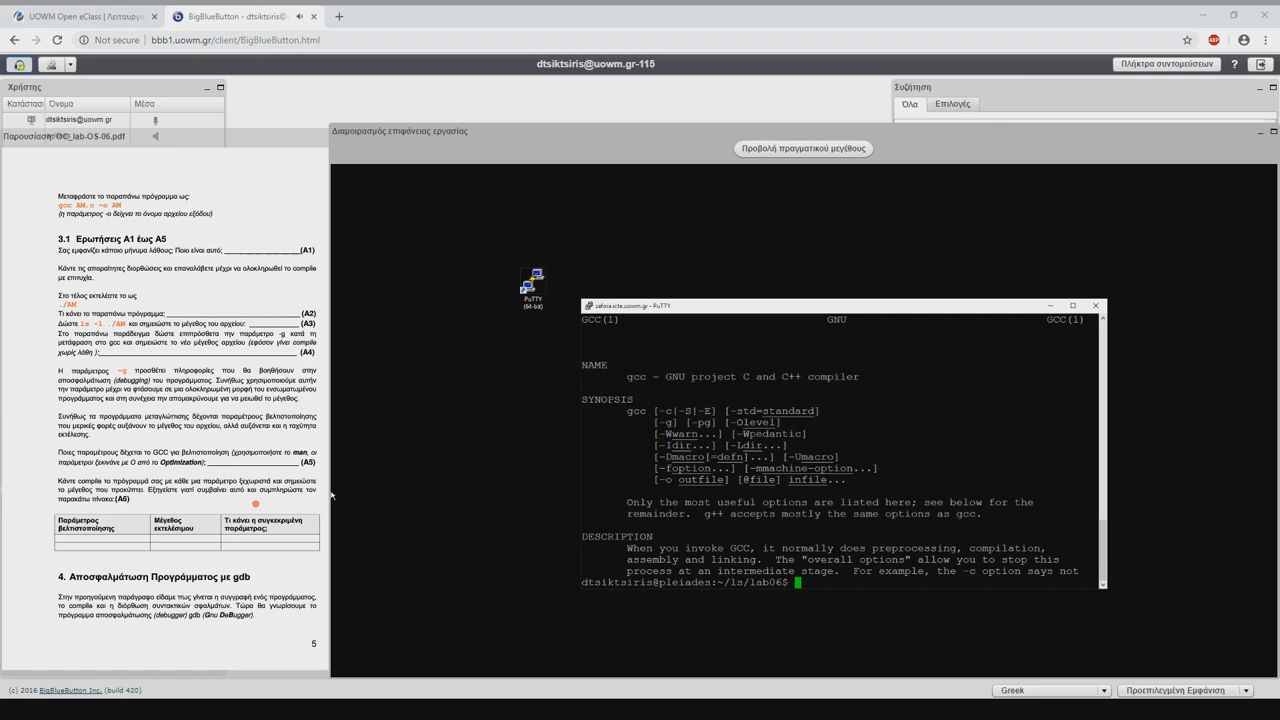 UOWM Open eClass | Λειτουργι
BigBlueButton - dtsiktsiris@
Not secure
bbb1.uowm.gr/client/BigBlueButton.html
ABP
dtsiktsiris@uowm.gr-115
Πλήκτρα συντομεύσεων
?
Χρήστης
Κατάστασ
Όνομα
Μέσα
dtsiktsiris@uowm.gr
Συζήτηση
Όλα
Επιλογές
Διαμοιρασμός επιφάνειας εργασίας
Προβολή πραγματικού μεγέθους
Μεταφράστε το παραπάνω πρόγραμμα ως:
gcc AM.c -o AM
(η παράμετρος -o δείχνει το όνομα αρχείου εξόδου)
3.1 Ερωτήσεις A1 έως A5
Σας εμφανίζει κάποιο μήνυμα λάθους; Ποιο είναι αυτό; (A1)
Κάντε τις απαραίτητες διορθώσεις και επαναλάβετε μέχρι να ολοκληρωθεί το compile
με επιτυχία.
Στο τέλος εκτελέστε το ως
./AM
Τι κάνει το παραπάνω πρόγραμμα; (A2)
Δώστε ls -l ./AM και σημειώστε το μέγεθος του αρχείου: (A3)
Στο παραπάνω παράδειγμα δώστε επιπρόσθετα την παράμετρο -g κατά τη
μετάφραση στο gcc και σημειώστε το νέο μέγεθος αρχείου (εφόσον γίνει compile
χωρίς λάθη ): (A4)
Η παράμετρος -g προσθέτει πληροφορίες που θα βοηθήσουν στην
αποσφαλμάτωση (debugging) του προγράμματος. Συνήθως χρησιμοποιούμε αυτήν
την παράμετρο μέχρι να φτάσουμε σε μια ολοκληρωμένη μορφή του ενσωματωμένου
προγράμματος και στη συνέχεια την απομακρύνουμε για να μειωθεί το μέγεθος.
Συνήθως τα προγράμματα μεταγλώττισης δέχονται παραμέτρους βελτιστοποίησης
που μερικές φορές αυξάνουν το μέγεθος του αρχείου, αλλά αυξάνεται και η ταχύτητα
εκτέλεσης.
Ποιες παραμέτρους δέχεται το GCC για βελτιστοποίηση (χρησιμοποιήστε το man, οι
παράμετροι ξεκινάνε με O από το Optimization); (A5)
Κάντε compile το πρόγραμμά σας με κάθε μια παράμετρο ξεχωριστά και σημειώστε
το μέγεθος που προκύπτει. Εξηγείστε γιατί συμβαίνει αυτό και συμπληρώστε τον
παρακάτω πίνακα:(A6)
Παράμετρος βελτιστοποίησης
Μέγεθος εκτελέσιμου
Τι κάνει η συγκεκριμένη παράμετρος;
4. Αποσφαλμάτωση Προγράμματος με gdb
Στην προηγούμενη παράγραφο είδαμε πως γίνεται η συγγραφή ενός προγράμματος,
το compile και η διόρθωση συντακτικών σφαλμάτων. Τώρα θα γνωρίσουμε το
πρόγραμμα αποσφαλμάτωσης (debugger) gdb (Gnu DeBugger).
5
PuTTY
(64-bit)
zafora.icte.uowm.gr - PuTTY
GCC(1) GNU GCC(1)
NAME
gcc - GNU project C and C++ compiler
SYNOPSIS
gcc [-c|-S|-E] [-std=standard]
[-g] [-pg] [-Olevel]
[-Wwarn...] [-Wpedantic]
[-Idir...] [-Ldir...]
[-Dmacro[=defn]...] [-Umacro]
[-foption...] [-mmachine-option...]
[-o outfile] [@file] infile...
Only the most useful options are listed here; see below for the
remainder.  g++ accepts mostly the same options as gcc.
DESCRIPTION
When you invoke GCC, it normally does preprocessing, compilation,
assembly and linking.  The "overall options" allow you to stop this
process at an intermediate stage.  For example, the -c option says not
dtsiktsiris@pleiades:~/ls/lab06$
(c) 2016 BigBlueButton Inc. (build 420)
Greek
Προεπιλεγμένη Εμφάνιση